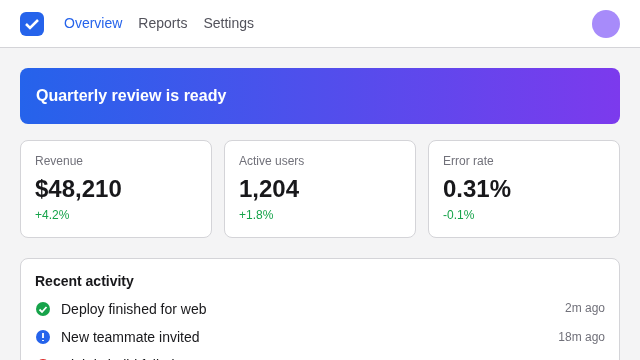 Overview Reports Settings
Quarterly review is ready
Revenue
$48,210
+4.2%
Active users
1,204
+1.8%
Error rate
0.31%
-0.1%
Recent activity
Deploy finished for web 2m ago
New teammate invited 18m ago